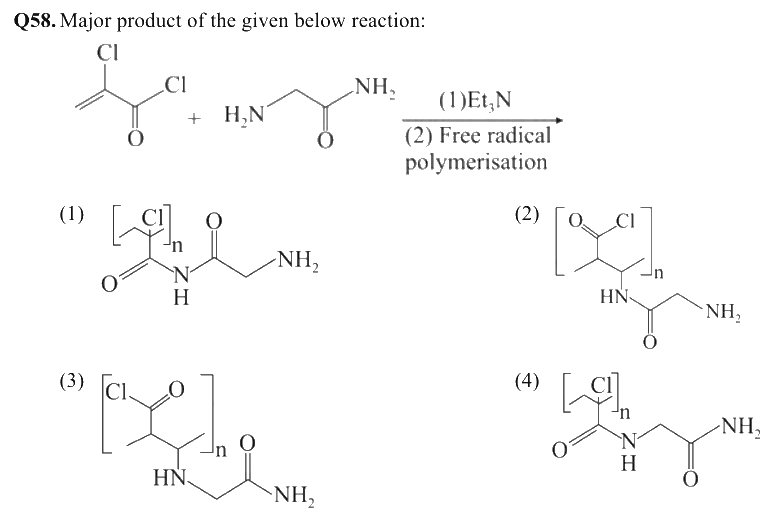 Q58. Major product of the given below reaction:
Cl
Cl
O
+
H₂N
NH₂
O
(1)Et₃N
(2) Free radical
polymerisation
(1)
Cl
n
O
O
N
H
NH₂
(2)
O
Cl
n
HN
O
NH₂
(3)
Cl
O
n
HN
O
NH₂
(4)
Cl
n
O
N
H
O
NH₂